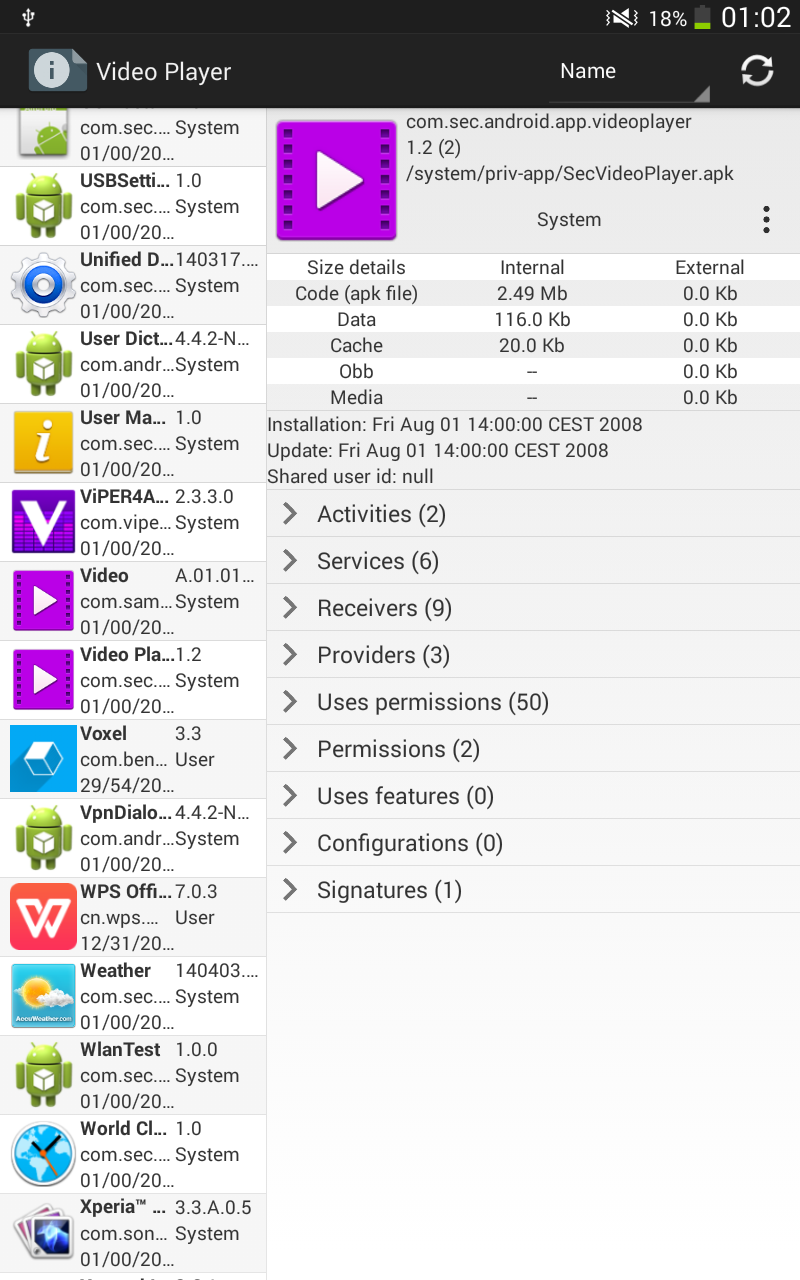 18% 01:02
Video Player Name
com.sec.... System
01/00/20...
USBSetti... 1.0
com.sec.... System
01/00/20...
Unified D... 140317....
com.sec.... System
01/00/20...
User Dict... 4.4.2-N...
com.andr... System
01/00/20...
User Ma... 1.0
com.sec.... System
01/00/20...
ViPER4A... 2.3.3.0
com.vipe... System
01/00/20...
Video A.01.01...
com.sam... System
01/00/20...
Video Pla... 1.2
com.sec.... System
01/00/20...
Voxel 3.3
com.ben... User
29/54/20...
VpnDialo... 4.4.2-N...
com.andr... System
01/00/20...
WPS Offi... 7.0.3
cn.wps.... User
12/31/20...
Weather 140403....
com.sec.... System
01/00/20...
AccuWeather.com
WlanTest 1.0.0
com.sec.... System
01/00/20...
World Cl... 1.0
com.sec.... System
01/00/20...
Xperia™ ... 3.3.A.0.5
com.son... System
01/00/20...
com.sec.android.app.videoplayer
1.2 (2)
/system/priv-app/SecVideoPlayer.apk
System
Size details Internal External
Code (apk file) 2.49 Mb 0.0 Kb
Data 116.0 Kb 0.0 Kb
Cache 20.0 Kb 0.0 Kb
Obb -- 0.0 Kb
Media -- 0.0 Kb
Installation: Fri Aug 01 14:00:00 CEST 2008
Update: Fri Aug 01 14:00:00 CEST 2008
Shared user id: null
Activities (2)
Services (6)
Receivers (9)
Providers (3)
Uses permissions (50)
Permissions (2)
Uses features (0)
Configurations (0)
Signatures (1)